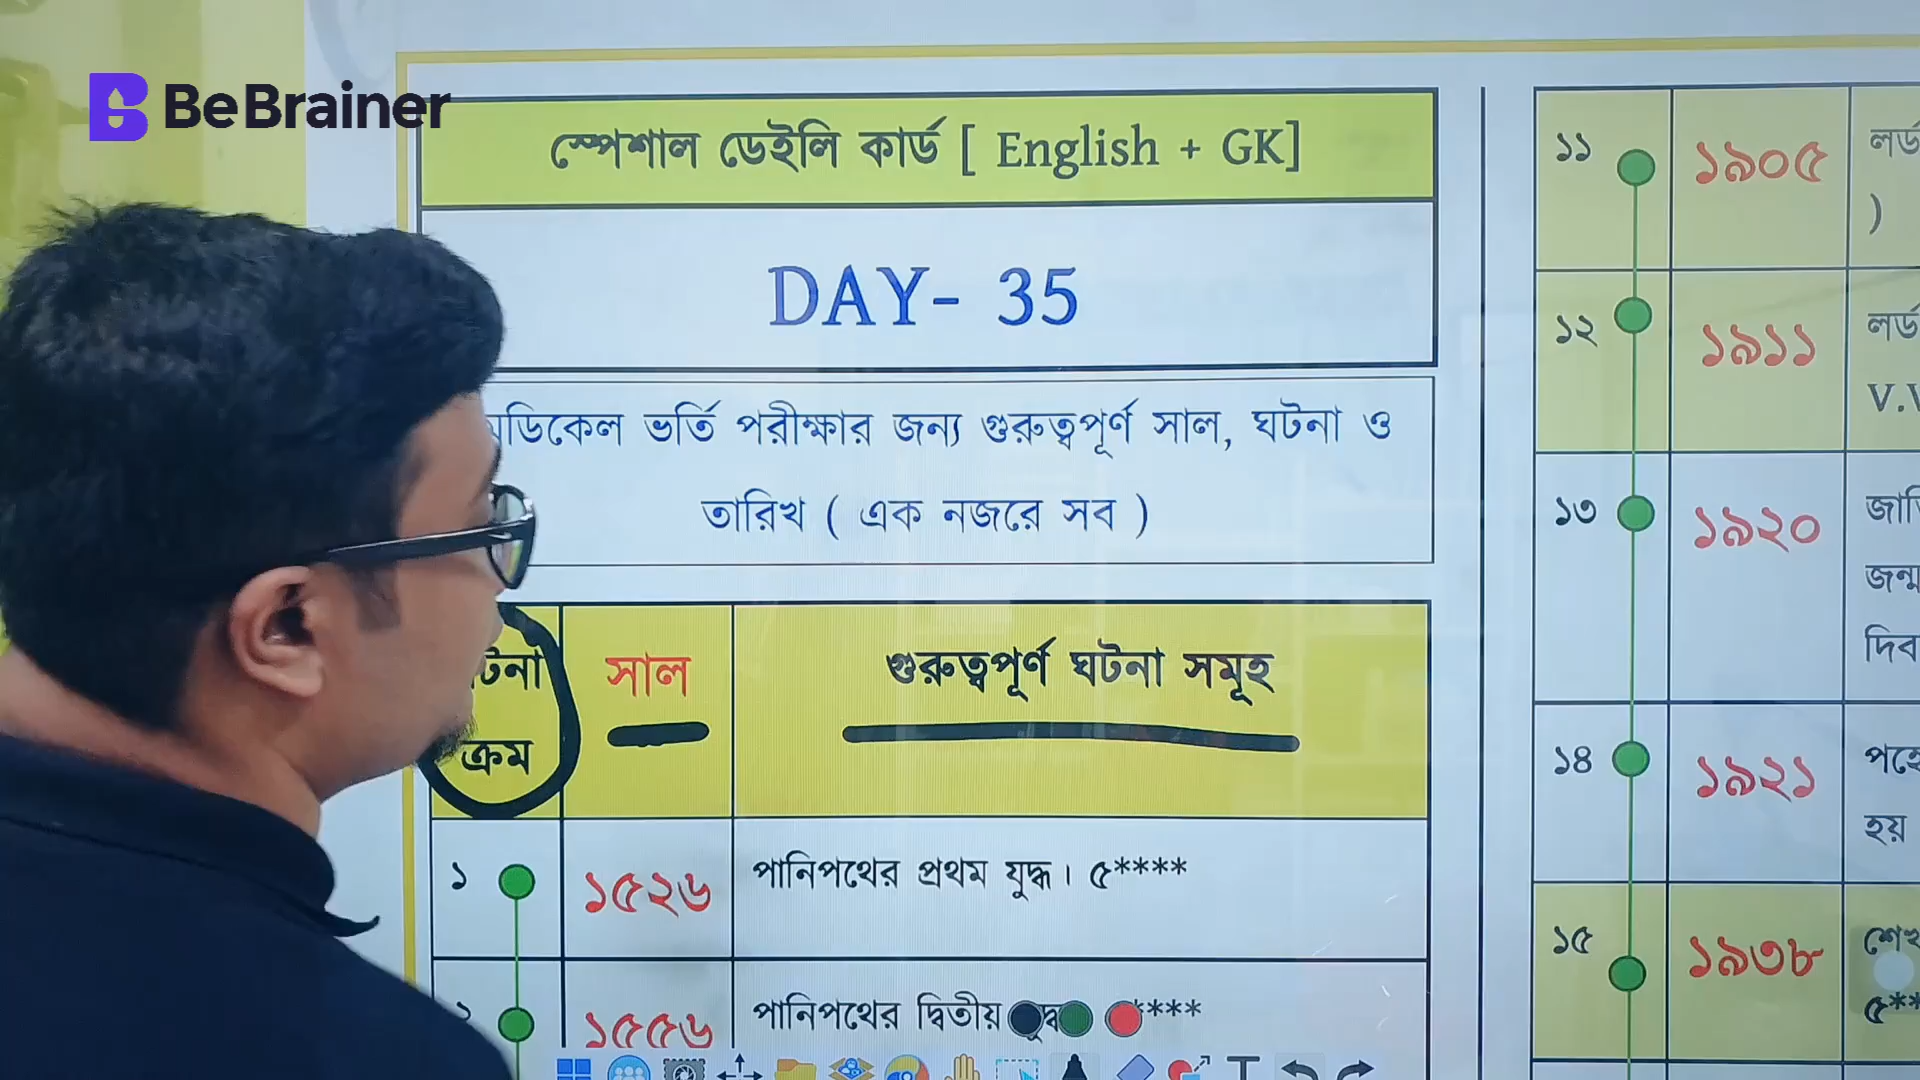 BeBrainer
স্পেশাল ডেইলি কার্ড [ English + GK]
DAY- 35
ভর্তি পরীক্ষার জন্য গুরুত্বপূর্ণ সাল, ঘটনা ও
তারিখ ( এক নজরে সব )
ক্রম
সাল
গুরুত্বপূর্ণ ঘটনা সমূহ
১ ১৫২৬ পানিপথের প্রথম যুদ্ধ। ৫****
১৫৫৬ পানিপথের দ্বিতীয়
১১ ১৯০৫ লর্ড
)
১২ ১৯১১ লর্ড
১৩ ১৯২০
১৪ ১৯২১
হয়
১৫ ১৯৩৮